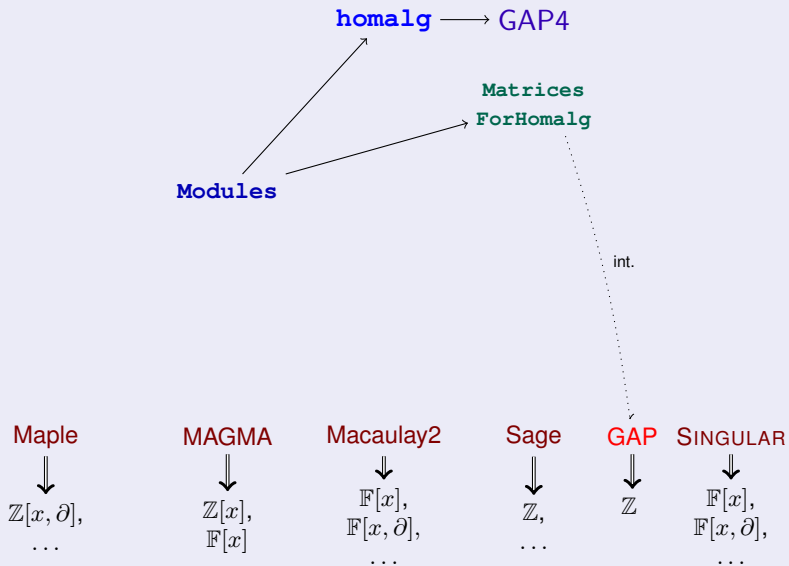 homalg GAP4
Matrices
ForHomalg
Modules
int.
Maple MAGMA Macaulay2 Sage GAP SINGULAR
ℤ[x, ∂],
...
ℤ[x],
𝔽[x]
𝔽[x],
𝔽[x, ∂],
...
ℤ,
...
ℤ
𝔽[x],
𝔽[x, ∂],
...